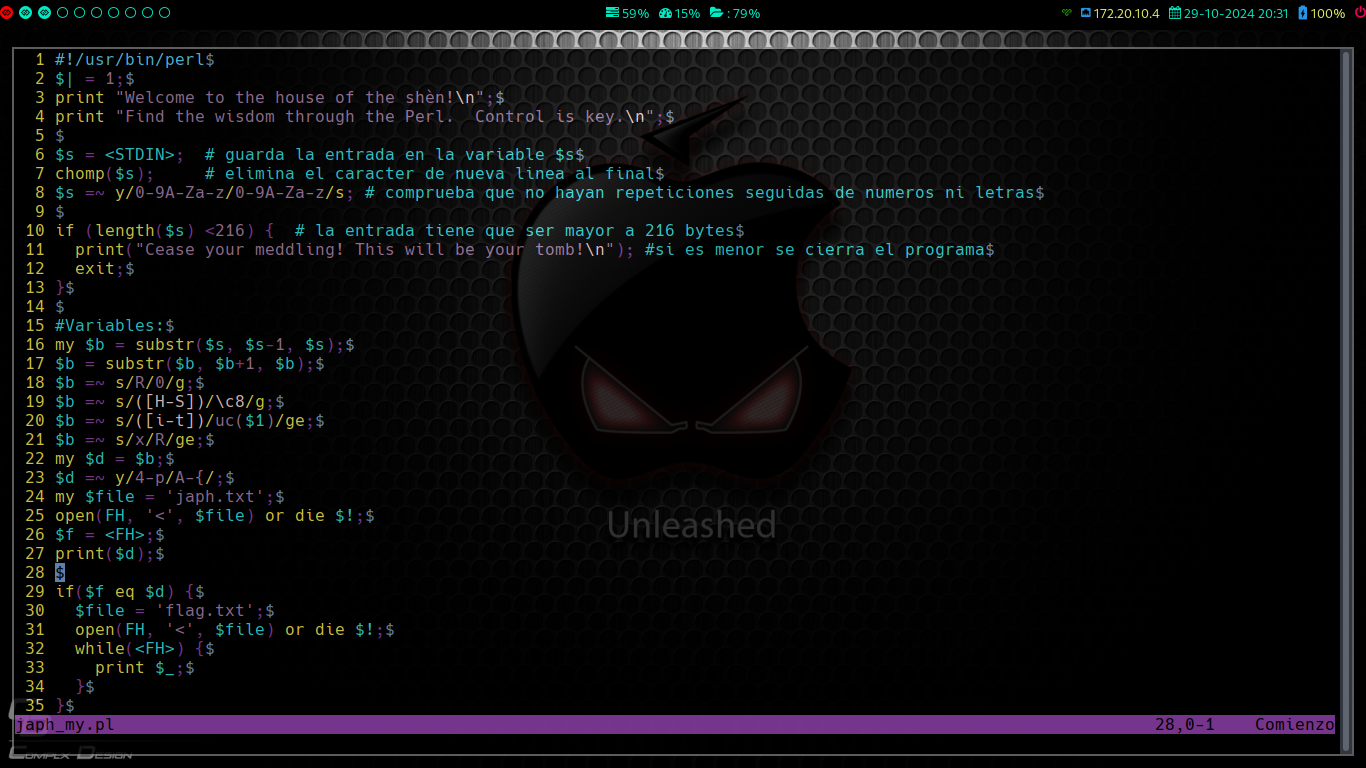 59% 15% : 79% 172.20.10.4 29-10-2024 20:31 100%
1 #!/usr/bin/perl$
2 $| = 1;$
3 print "Welcome to the house of the shèn!\n";$
4 print "Find the wisdom through the Perl.  Control is key.\n";$
5 $
6 $s = <STDIN>;  # guarda la entrada en la variable $s$
7 chomp($s);     # elimina el caracter de nueva linea al final$
8 $s =~ y/0-9A-Za-z/0-9A-Za-z/s; # comprueba que no hayan repeticiones seguidas de numeros ni letras$
9 $
10 if (length($s) <216) {  # la entrada tiene que ser mayor a 216 bytes$
11   print("Cease your meddling! This will be your tomb!\n"); #si es menor se cierra el programa$
12   exit;$
13 }$
14 $
15 #Variables:$
16 my $b = substr($s, $s-1, $s);$
17 $b = substr($b, $b+1, $b);$
18 $b =~ s/R/0/g;$
19 $b =~ s/([H-S])/\c8/g;$
20 $b =~ s/([i-t])/uc($1)/ge;$
21 $b =~ s/x/R/ge;$
22 my $d = $b;$
23 $d =~ y/4-p/A-{/;$
24 my $file = 'japh.txt';$
25 open(FH, '<', $file) or die $!;$
26 $f = <FH>;$
27 print($d);$
28 $
29 if($f eq $d) {$
30   $file = 'flag.txt';$
31   open(FH, '<', $file) or die $!;$
32   while(<FH>) {$
33     print $_;$
34   }$
35 }$
Unleashed
japh_my.pl 28,0-1 Comienzo
Complx Design